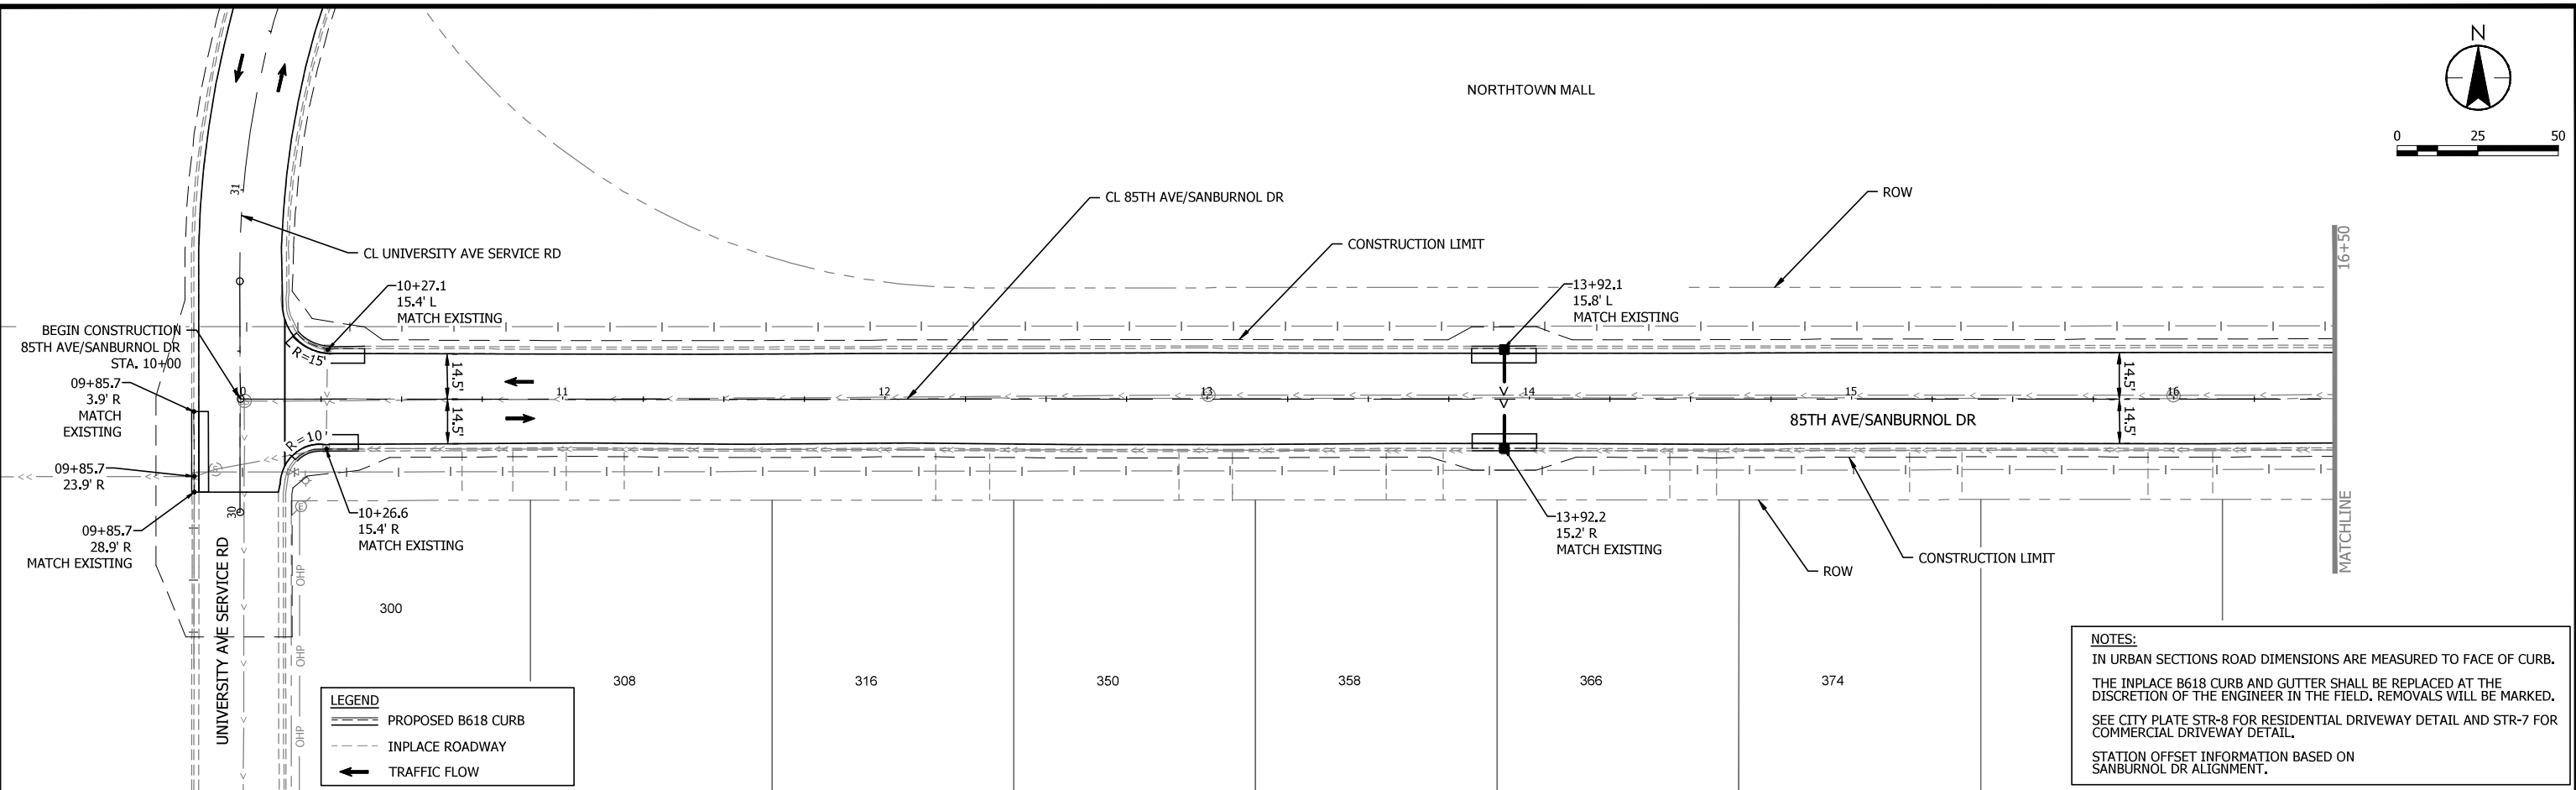 N
0 25 50
NORTHTOWN MALL
31
CL 85TH AVE/SANBURNOL DR
ROW
CL UNIVERSITY AVE SERVICE RD
CONSTRUCTION LIMIT
16+50
10+27.1
15.4' L
MATCH EXISTING
13+92.1
15.8' L
MATCH EXISTING
BEGIN CONSTRUCTION
85TH AVE/SANBURNOL DR
STA. 10+00
R=15'
14.5'
14.5'
14.5'
14.5'
09+85.7
3.9' R
MATCH
EXISTING
11
12
13
14
15
16
85TH AVE/SANBURNOL DR
R=10'
09+85.7
23.9' R
09+85.7
28.9' R
MATCH EXISTING
30
10+26.6
15.4' R
MATCH EXISTING
13+92.2
15.2' R
MATCH EXISTING
CONSTRUCTION LIMIT
ROW
MATCHLINE
UNIVERSITY AVE SERVICE RD
E
OHP
OHP
OHP
300
308
316
350
358
366
374
LEGEND
PROPOSED B618 CURB
INPLACE ROADWAY
TRAFFIC FLOW
NOTES:
IN URBAN SECTIONS ROAD DIMENSIONS ARE MEASURED TO FACE OF CURB.
THE INPLACE B618 CURB AND GUTTER SHALL BE REPLACED AT THE
DISCRETION OF THE ENGINEER IN THE FIELD. REMOVALS WILL BE MARKED.
SEE CITY PLATE STR-8 FOR RESIDENTIAL DRIVEWAY DETAIL AND STR-7 FOR
COMMERCIAL DRIVEWAY DETAIL.
STATION OFFSET INFORMATION BASED ON
SANBURNOL DR ALIGNMENT.